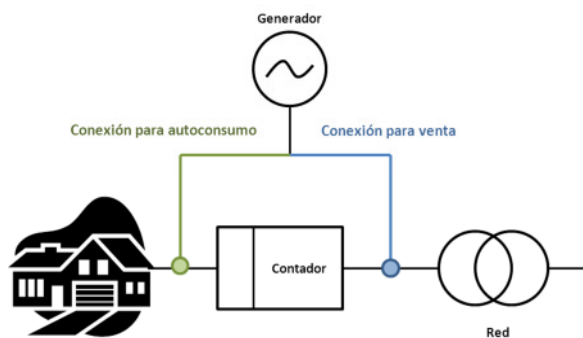 Generador
Conexión para autoconsumo
Conexión para venta
Contador
Red